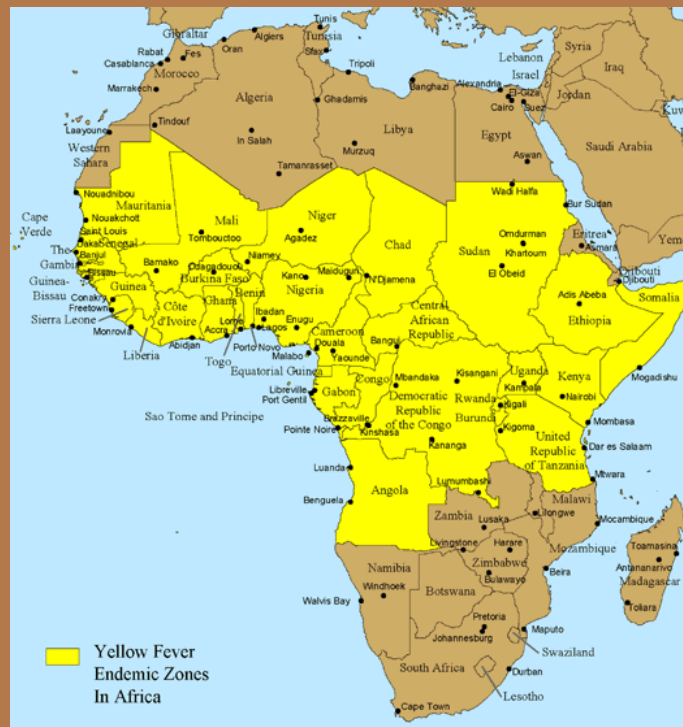 Tunis
Gibraltar
Algiers
Tunisia
Oran
Rabat
Fes
Sfax
Casablanca
Morocco
Tripoli
Marrakech
Banghazi
Alexandria
Lebanon
Israel
Syria
Iraq
Jordan
El-Giza
Cairo
Suez
Algeria
Ghadamis
Laayoune
Tindouf
In Salah
Libya
Egypt
Saudi Arabia
Western
Sahara
Murzuq
Tamanrasset
Aswan
Nouadnibou
Wadi Halfa
Mauritania
Bur Sudan
Cape
Verde
Nouakchott
Mali
Niger
Saint Louis
Tombouctoo
Agadez
Chad
Sudan
Omdurman
Khartoum
Eritrea
Asmara
Yeme
The
Gambia
Banjul
Niamey
El Obeid
Bamako
Burkina Faso
Kano
Maiduguri
N'Djamena
Djibouti
Djibouti
Guinea-
Bissau
Bissau
Guinea
Benin
Nigeria
Somalia
Conakry
Freetown
Ghana
Adis Abeba
Sierra Leone
Côte
d'Ivoire
Ibadan
Enugu
Central
African
Republic
Ethiopia
Monrovia
Lome
Lagos
Accra
Cameroon
Liberia
Abidjan
Togo
Porto Novo
Douala
Yaounde
Bangui
Malabo
Equatorial Guinea
Mbandaka
Kisangani
Uganda
Kampala
Kenya
Mogadishu
Libreville
Port Gentil
Gabon
Congo
Democratic
Republic
of the Congo
Rwanda
Kigali
Nairobi
Sao Tome and Principe
Brazzaville
Burundi
Pointe Noire
Kinshasa
Kigoma
Mombasa
Kananga
United
Republic
of Tanzania
Dar es Salaam
Luanda
Lumumbashi
Mtwara
Benguela
Angola
Malawi
Lilongwe
Mocambique
Zambia
Lusaka
Livingstone
Harare
Mozambique
Toamasina
Antananarivo
Madagascar
Namibia
Zimbabwe
Bulawayo
Beira
Windhoek
Botswana
Toliara
Walvis Bay
Pretoria
Johannesburg
Maputo
Swaziland
Yellow Fever
Endemic Zones
In Africa
South Africa
Durban
Lesotho
Cape Town